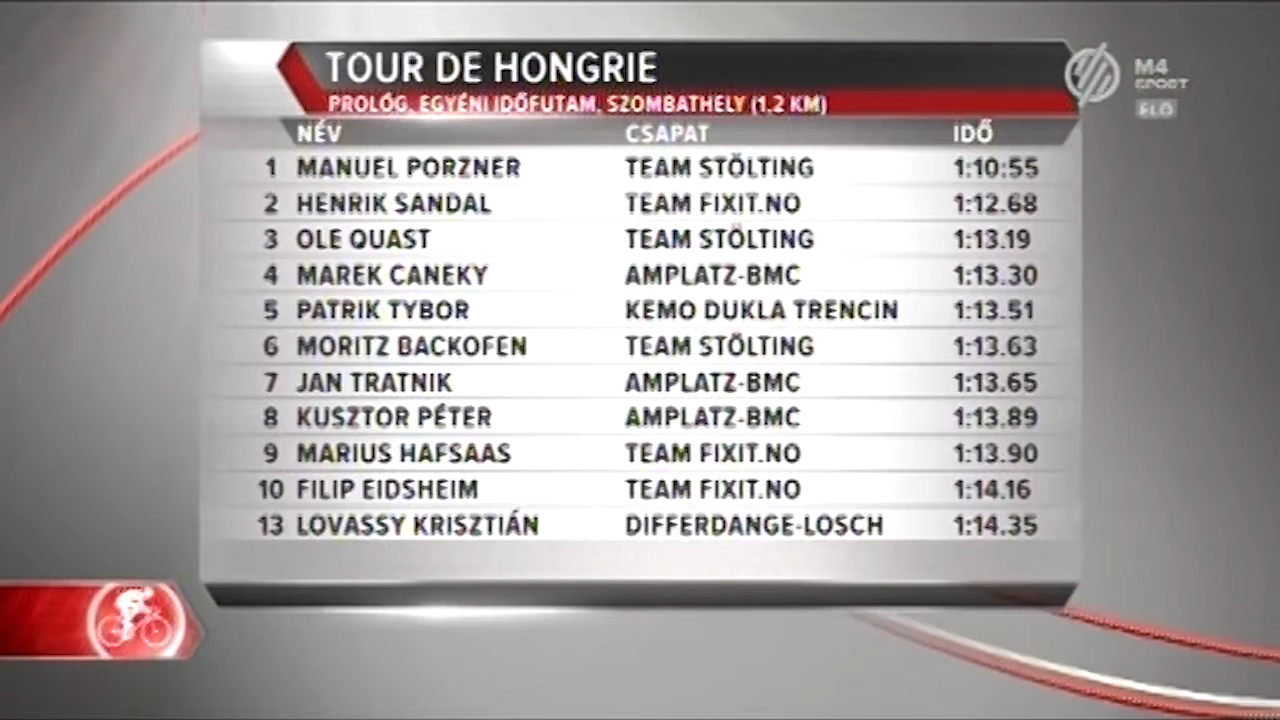 TOUR DE HONGRIE
PROLÓG, EGYÉNI IDŐFUTAM, SZOMBATHELY (1.2 KM)
M4
SPORT
ÉLŐ
NÉV CSAPAT IDŐ
1 MANUEL PORZNER TEAM STÖLTING 1:10:55
2 HENRIK SANDAL TEAM FIXIT.NO 1:12.68
3 OLE QUAST TEAM STÖLTING 1:13.19
4 MAREK CANEKY AMPLATZ-BMC 1:13.30
5 PATRIK TYBOR KEMO DUKLA TRENCIN 1:13.51
6 MORITZ BACKOFEN TEAM STÖLTING 1:13.63
7 JAN TRATNIK AMPLATZ-BMC 1:13.65
8 KUSZTOR PÉTER AMPLATZ-BMC 1:13.89
9 MARIUS HAFSAAS TEAM FIXIT.NO 1:13.90
10 FILIP EIDSHEIM TEAM FIXIT.NO 1:14.16
13 LOVASSY KRISZTIÁN DIFFERDANGE-LOSCH 1:14.35